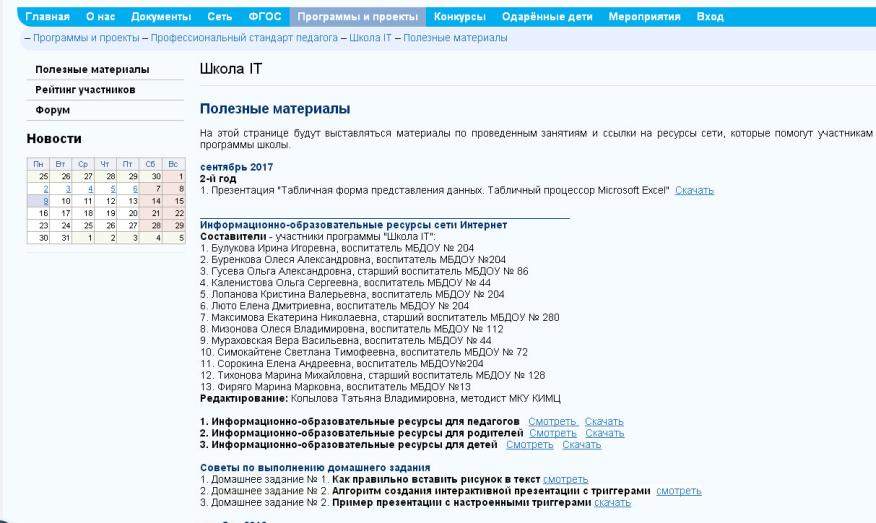 Главная О нас Документы Сеть ФГОС Программы и проекты Конкурсы Одарённые дети Мероприятия Вход
– Программы и проекты – Профессиональный стандарт педагога – Школа IT – Полезные материалы
Полезные материалы
Рейтинг участников
Форум
Новости
Пн Вт Ср Чт Пт Сб Вс
25 26 27 28 29 30 1
2 3 4 5 6 7 8
9 10 11 12 13 14 15
16 17 18 19 20 21 22
23 24 25 26 27 28 29
30 31 1 2 3 4 5
Школа IT
Полезные материалы
На этой странице будут выставляться материалы по проведенным занятиям и ссылки на ресурсы сети, которые помогут участникам
программы школы.
сентябрь 2017
2-й год
1. Презентация "Табличная форма представления данных. Табличный процессор Microsoft Excel" Скачать
Информационно-образовательные ресурсы сети Интернет
Составители - участники программы "Школа IT":
1. Булукова Ирина Игоревна, воспитатель МБДОУ № 204
2. Буренкова Олеся Александровна, воспитатель МБДОУ №204
3. Гусева Ольга Александровна, старший воспитатель МБДОУ № 86
4. Каленистова Ольга Сергеевна, воспитатель МБДОУ № 44
5. Лопанова Кристина Валерьевна, воспитатель МБДОУ № 204
6. Люто Елена Дмитриевна, воспитатель МБДОУ № 204
7. Максимова Екатерина Николаевна, старший воспитатель МБДОУ № 280
8. Мизонова Олеся Владимировна, воспитатель МБДОУ № 112
9. Мураховская Вера Васильевна, воспитатель МБДОУ № 44
10. Симокайтене Светлана Тимофеевна, воспитатель МБДОУ № 72
11. Сорокина Елена Андреевна, воспитатель МБДОУ№204
12. Тихонова Марина Михайловна, старший воспитатель МБДОУ № 128
13. Фиряго Марина Марковна, воспитатель МБДОУ №13
Редактирование: Копылова Татьяна Владимировна, методист МКУ КИМЦ
1. Информационно-образовательные ресурсы для педагогов Смотреть Скачать
2. Информационно-образовательные ресурсы для родителей Смотреть Скачать
3. Информационно-образовательные ресурсы для детей Смотреть Скачать
Советы по выполнению домашнего задания
1. Домашнее задание № 1. Как правильно вставить рисунок в текст смотреть
2. Домашнее задание № 2. Алгоритм создания интерактивной презентации с триггерами смотреть
3. Домашнее задание № 2. Пример презентации с настроенными триггерами скачать